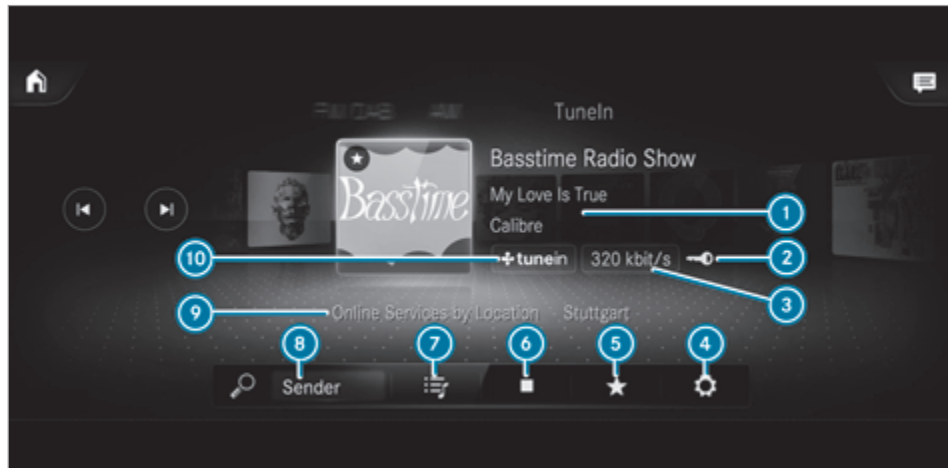 TuneIn
Basstime Radio Show
My Love Is True
Calibre
Basstime
tunein
320 kbit/s
Online Services by Location Stuttgart
Sender
1
2
3
4
5
6
7
8
9
10